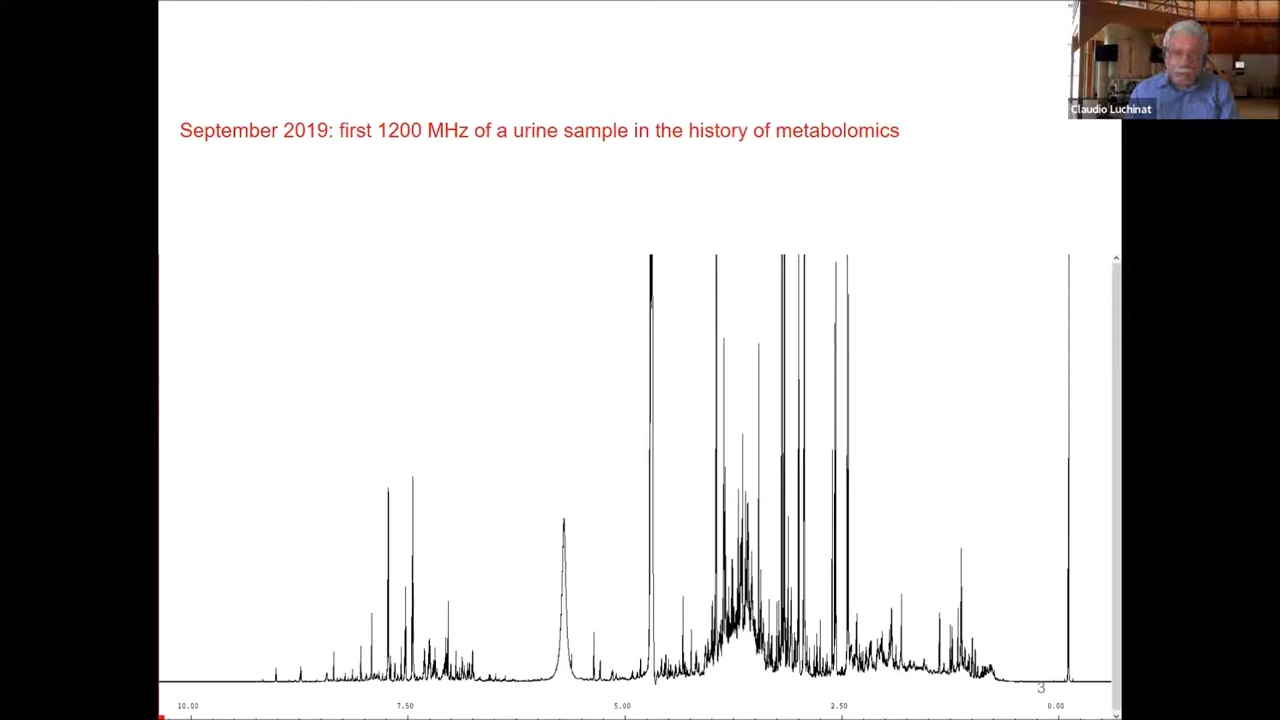 Claudio Luchinat
September 2019: first 1200 MHz of a urine sample in the history of metabolomics
3
10.00 7.50 5.00 2.50 0.00